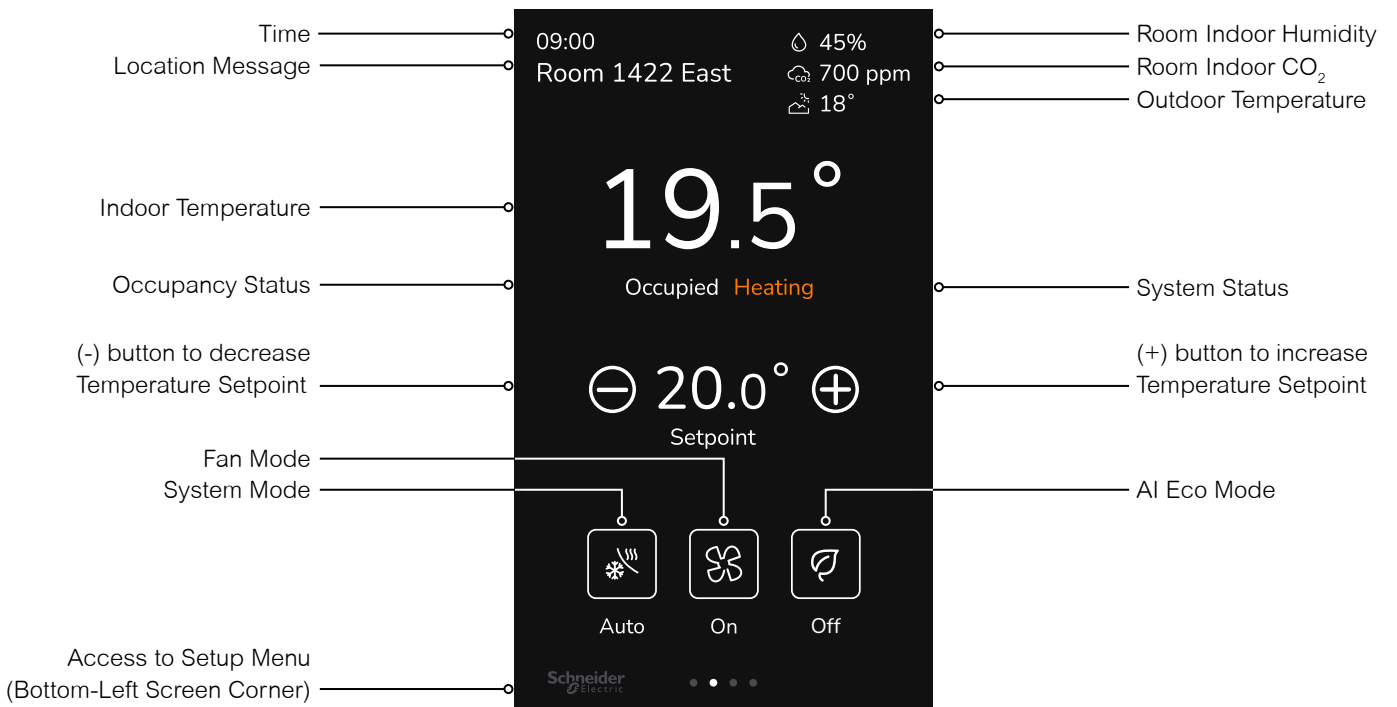 Time
Location Message
Indoor Temperature
Occupancy Status
(-) button to decrease
Temperature Setpoint
Fan Mode
System Mode
Access to Setup Menu
(Bottom-Left Screen Corner)
09:00
Room 1422 East
45%
CO₂ 700 ppm
18°
19.5°
Occupied Heating
20.0°
Setpoint
Auto On Off
Schneider
Electric
Room Indoor Humidity
Room Indoor CO₂
Outdoor Temperature
System Status
(+) button to increase
Temperature Setpoint
AI Eco Mode